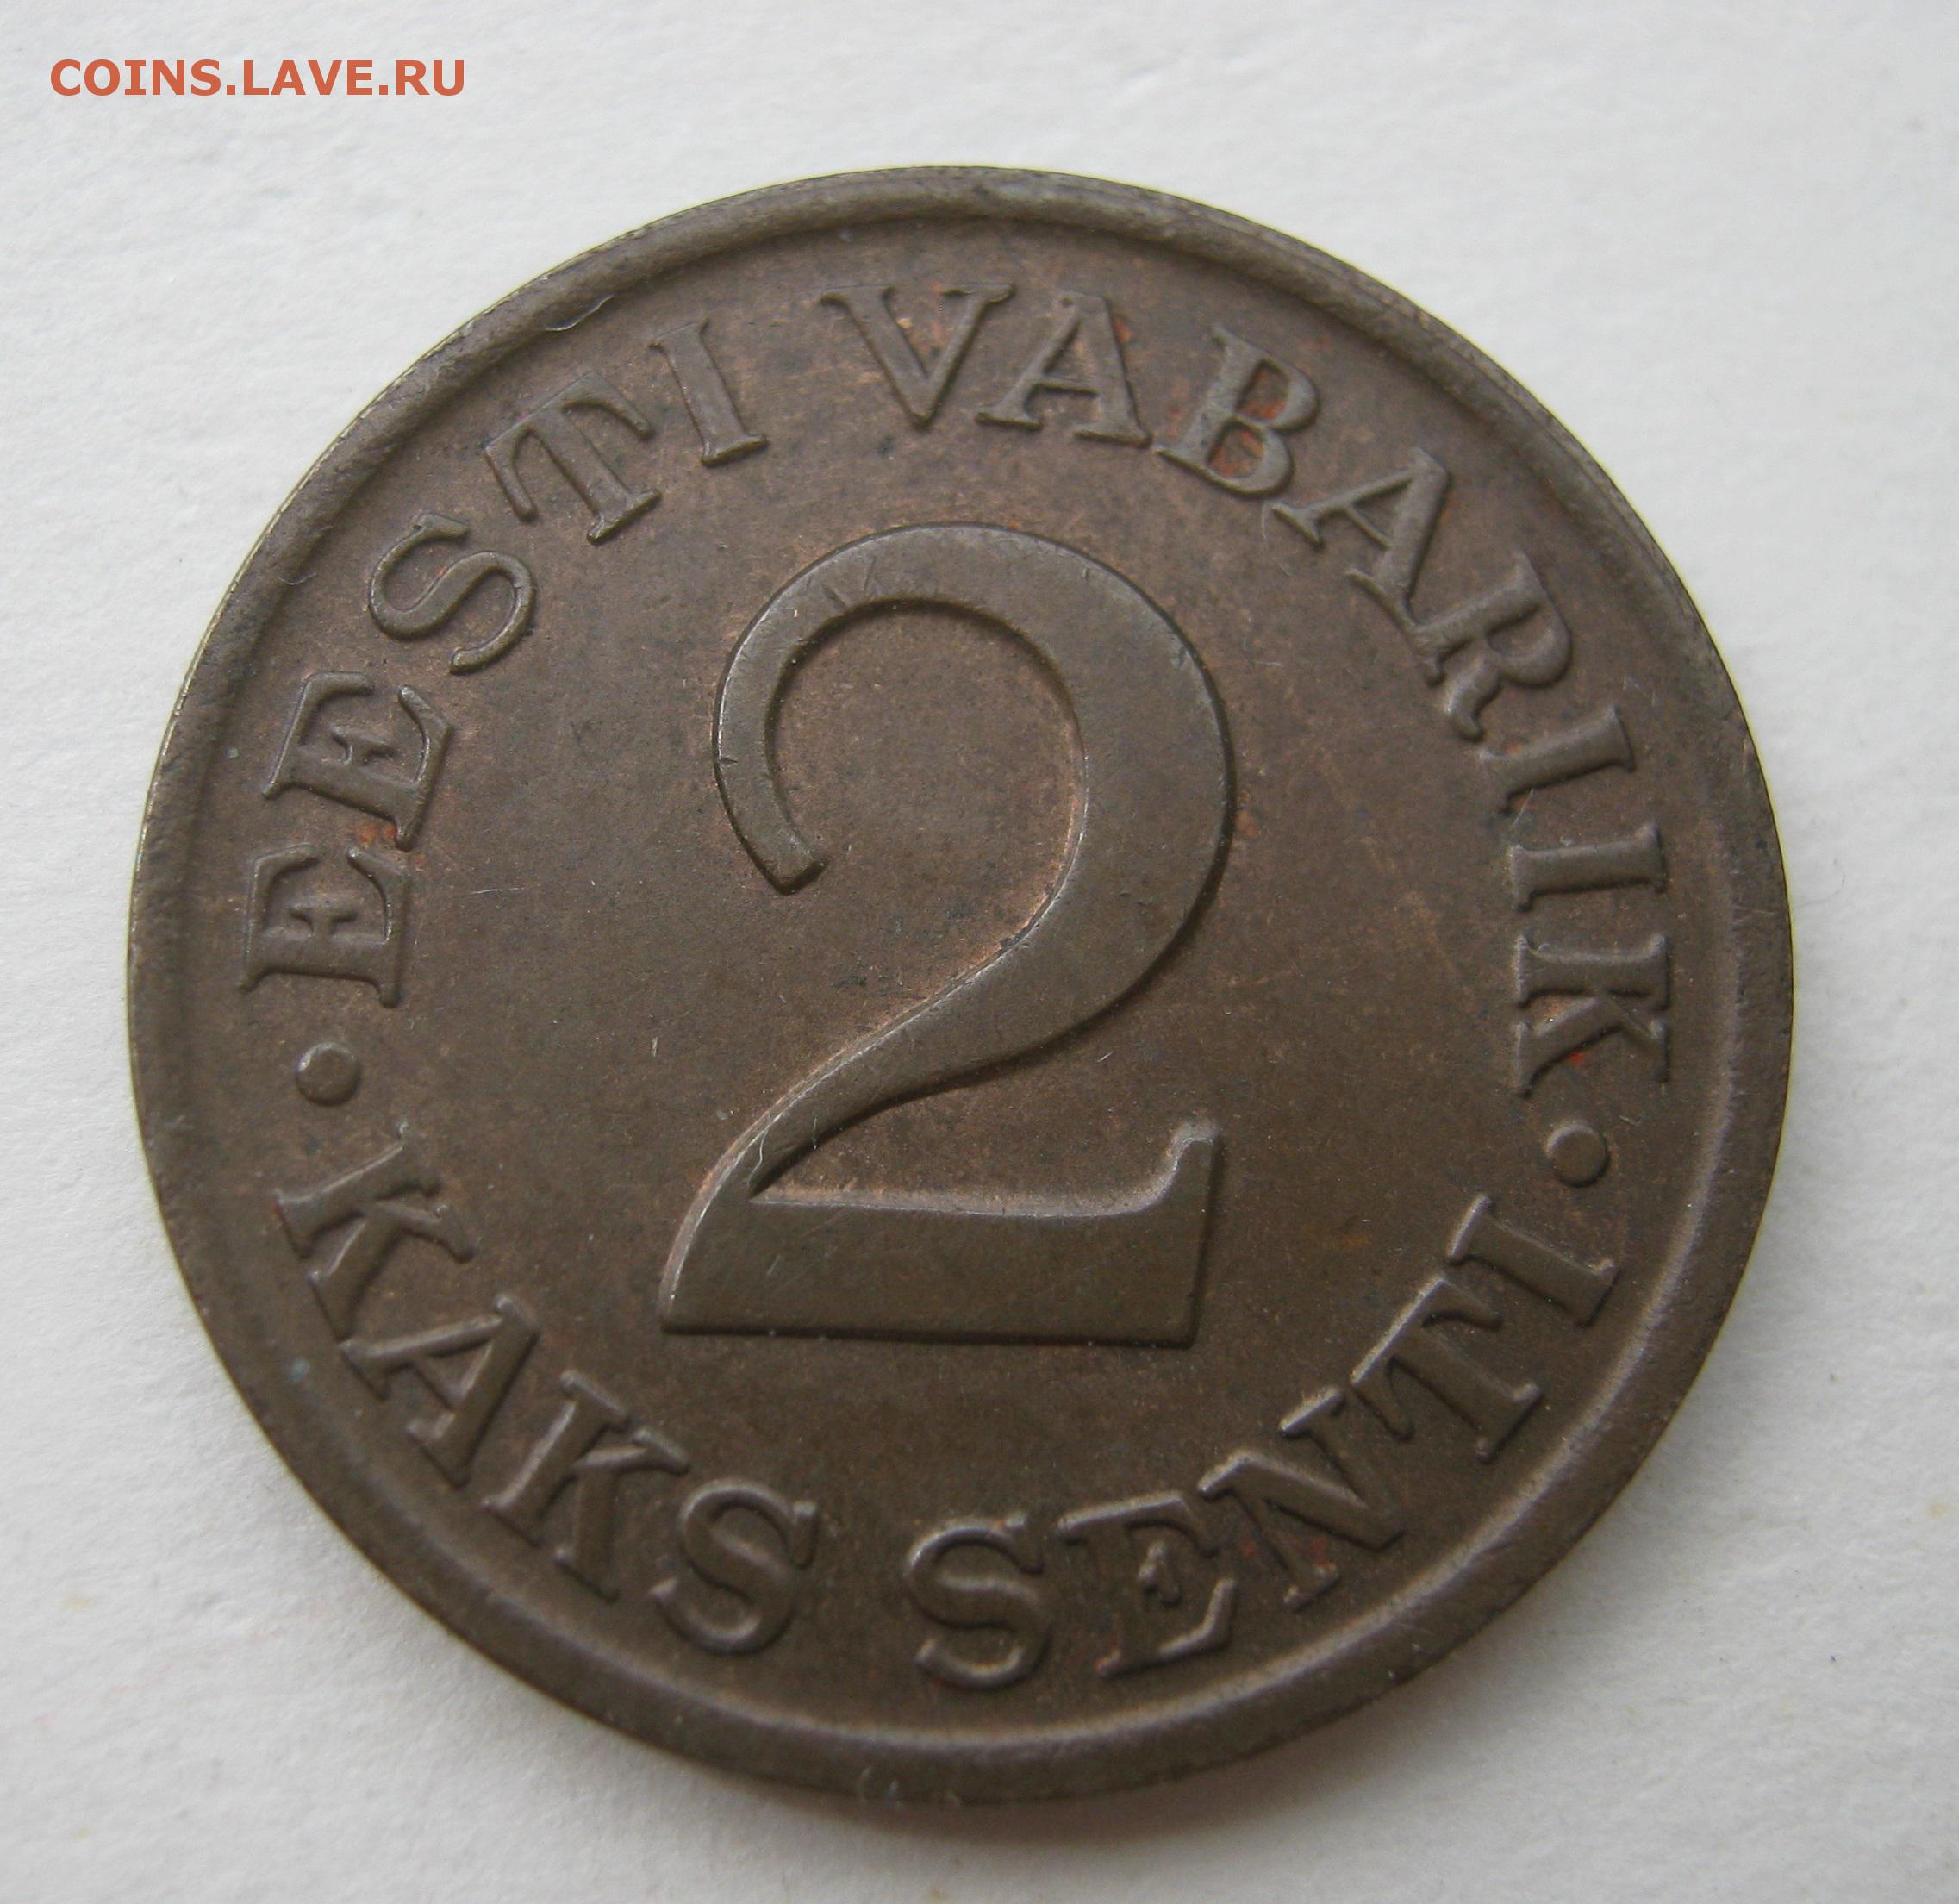 COINS.LAVE.RU
EESTI VABARIIK
2
• KAKS SENTI •